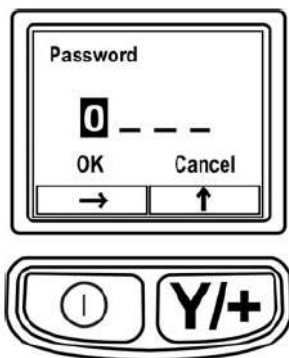 Password
0 _ _ _
OK Cancel
→ ↑
Y/+